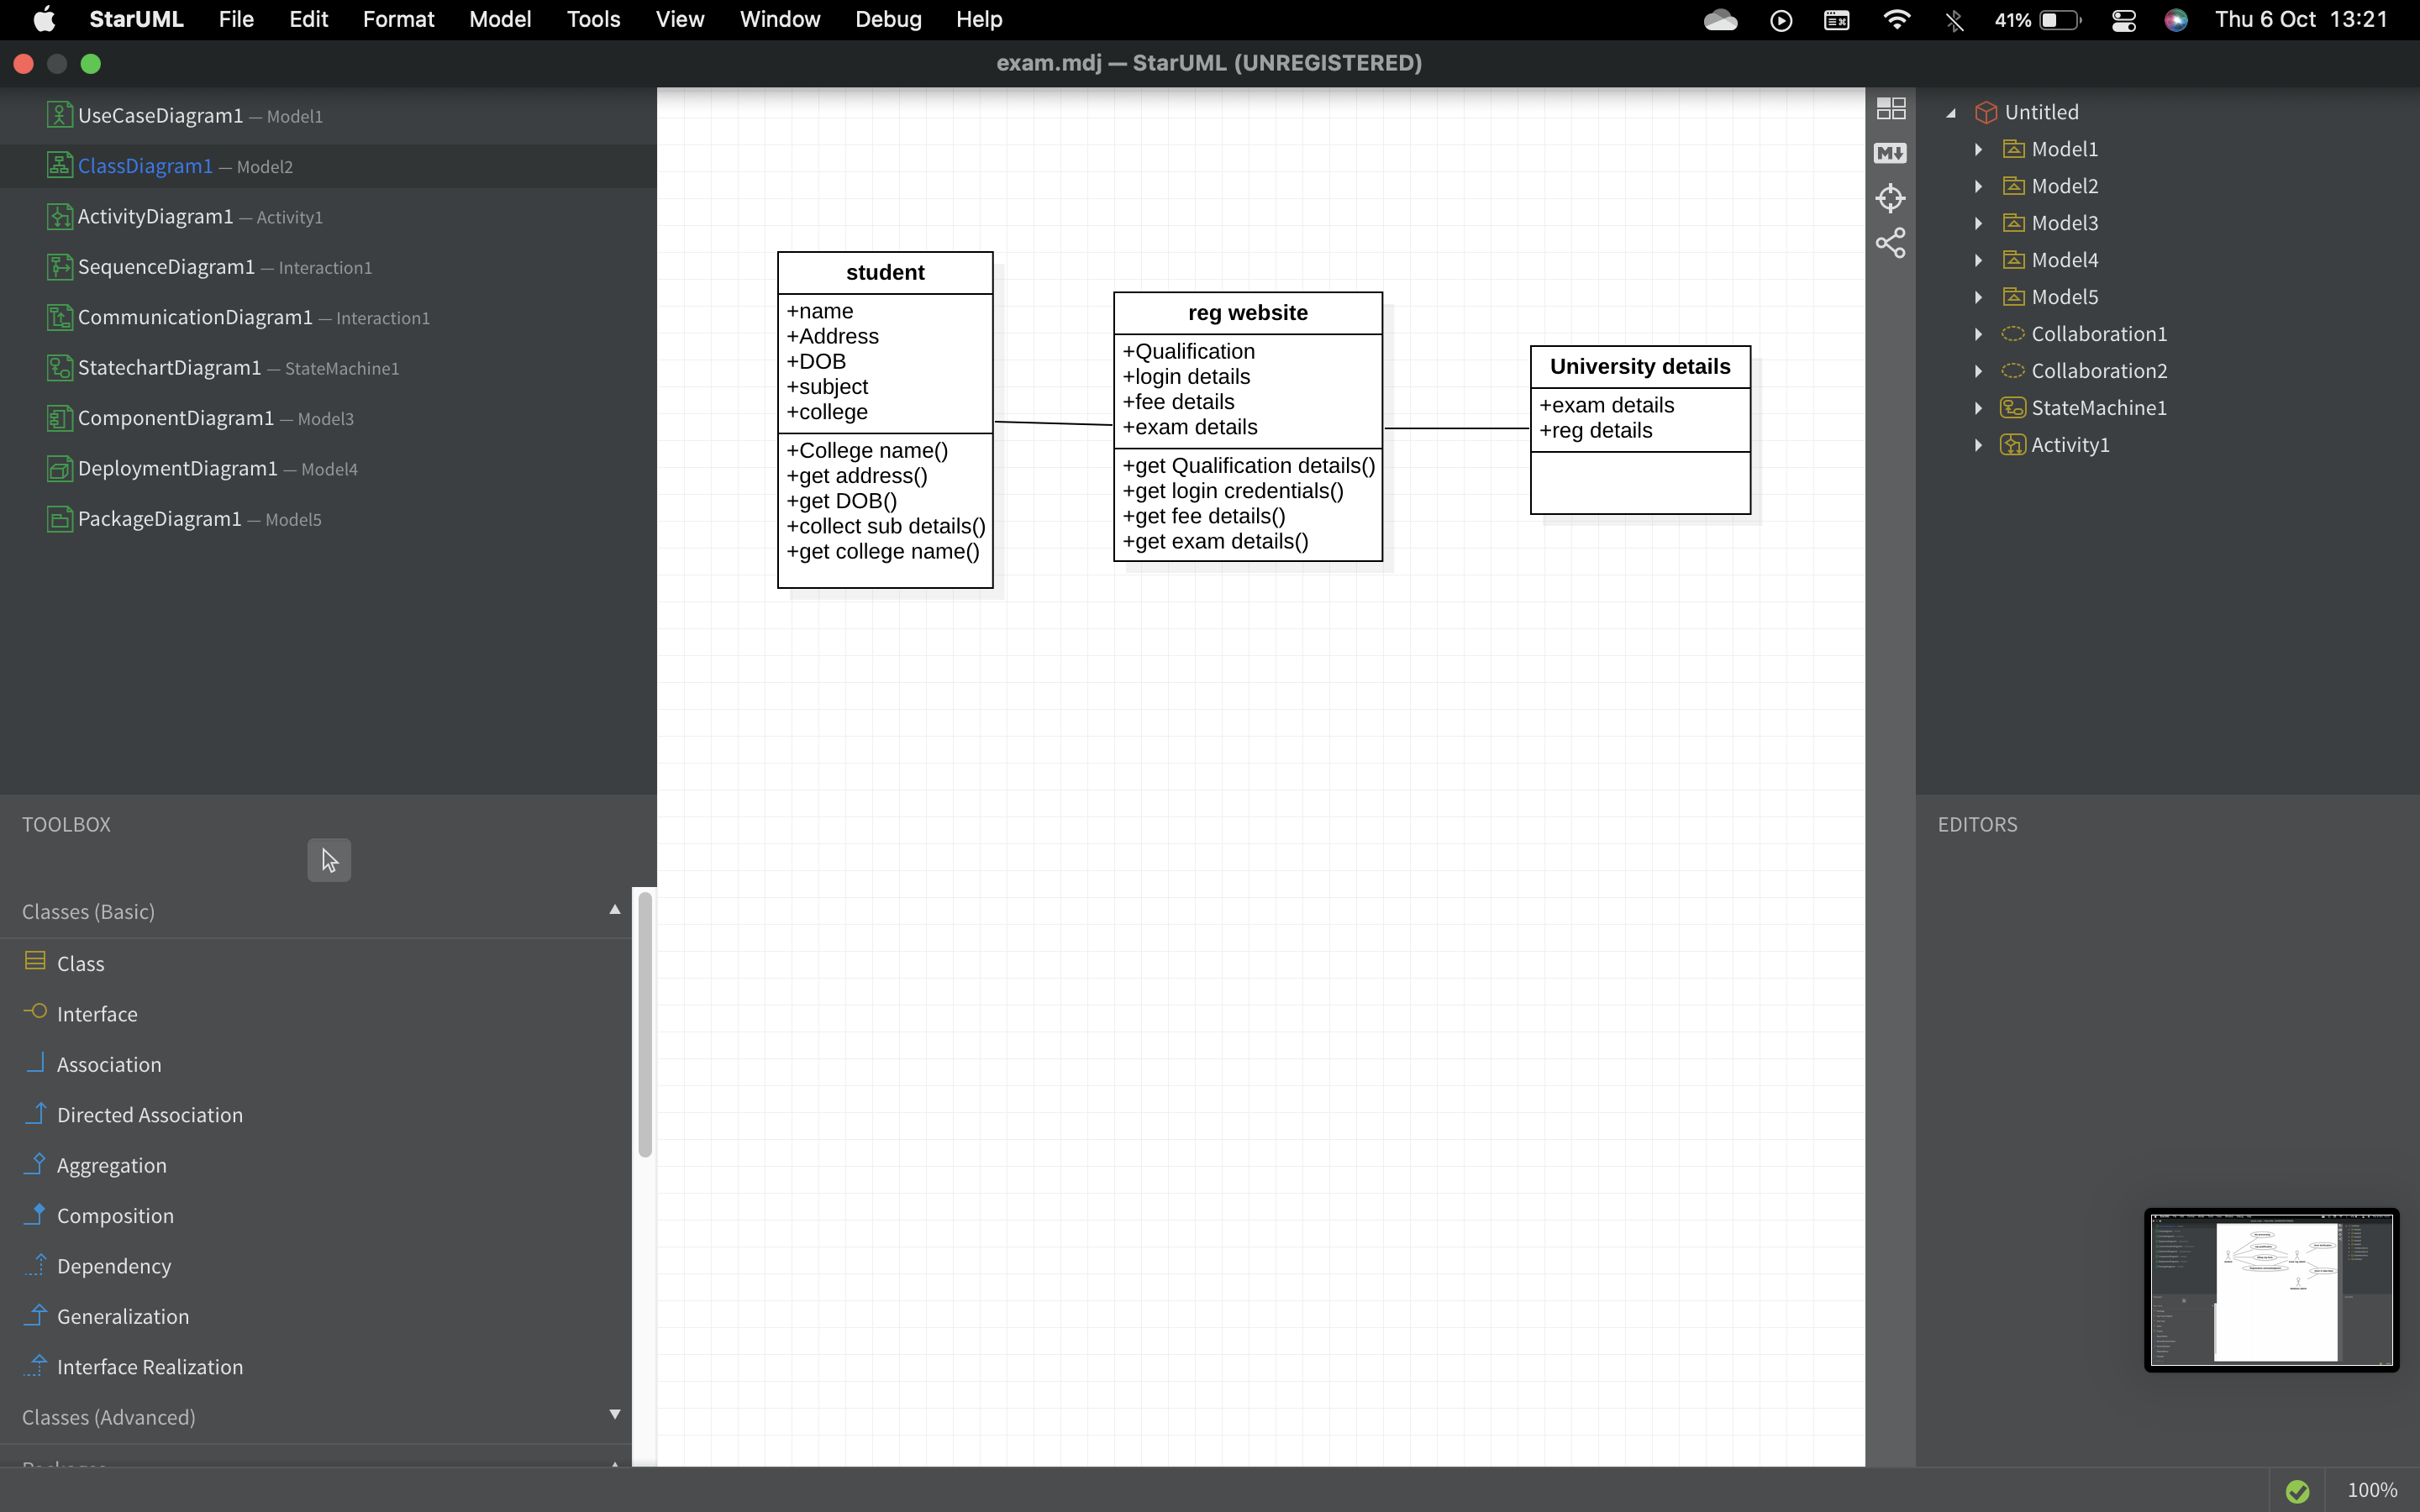 StarUML File Edit Format Model Tools View Window Debug Help 41% Thu 6 Oct 13:21
exam.mdj — StarUML (UNREGISTERED)
UseCaseDiagram1 — Model1
ClassDiagram1 — Model2
ActivityDiagram1 — Activity1
SequenceDiagram1 — Interaction1
CommunicationDiagram1 — Interaction1
StatechartDiagram1 — StateMachine1
ComponentDiagram1 — Model3
DeploymentDiagram1 — Model4
PackageDiagram1 — Model5
TOOLBOX
Classes (Basic)
Class
Interface
Association
Directed Association
Aggregation
Composition
Dependency
Generalization
Interface Realization
Classes (Advanced)
student
+name
+Address
+DOB
+subject
+college
+College name()
+get address()
+get DOB()
+collect sub details()
+get college name()
reg website
+Qualification
+login details
+fee details
+exam details
+get Qualification details()
+get login credentials()
+get fee details()
+get exam details()
University details
+exam details
+reg details
M
Untitled
Model1
Model2
Model3
Model4
Model5
Collaboration1
Collaboration2
StateMachine1
Activity1
EDITORS
100%